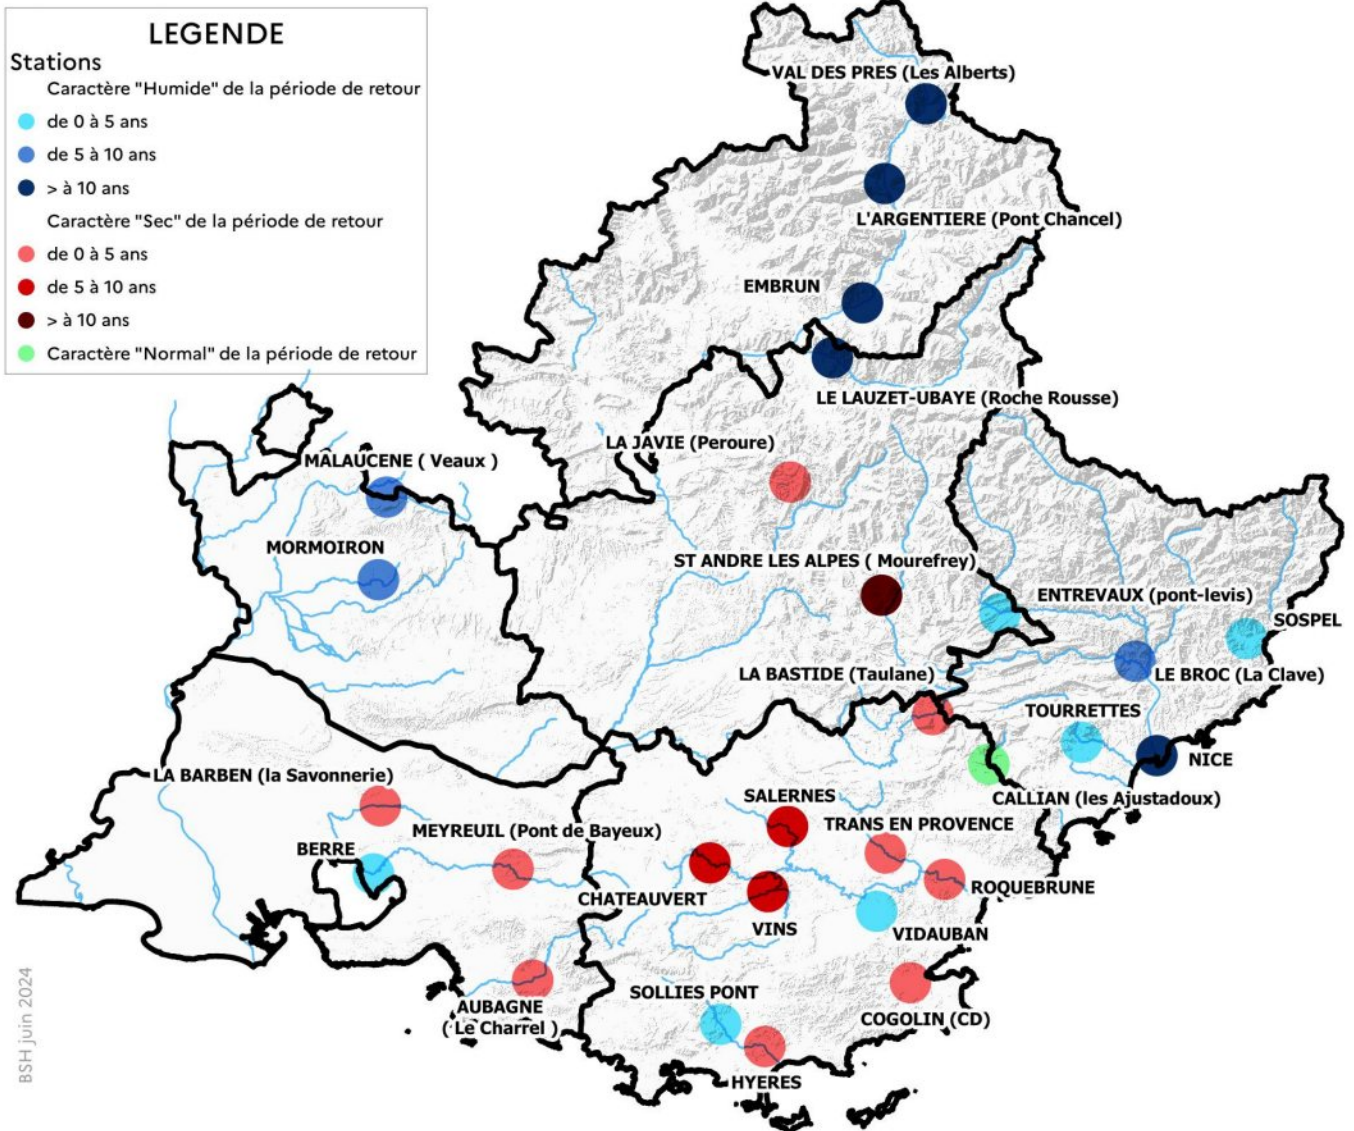 LEGENDE
Stations
Caractère "Humide" de la période de retour
de 0 à 5 ans
de 5 à 10 ans
> à 10 ans
Caractère "Sec" de la période de retour
de 0 à 5 ans
de 5 à 10 ans
> à 10 ans
Caractère "Normal" de la période de retour
VAL DES PRES (Les Alberts)
L'ARGENTIERE (Pont Chancel)
EMBRUN
LE LAUZET-UBAYE (Roche Rousse)
LA JAVIE (Peroure)
MALAUCENE ( Veaux )
MORMOIRON
ST ANDRE LES ALPES ( Mourefrey)
ENTREVAUX (pont-levis)
SOSPEL
LA BASTIDE (Taulane)
LE BROC (La Clave)
TOURRETTES
NICE
LA BARBEN (la Savonnerie)
SALERNES
CALLIAN (les Ajustadoux)
MEYREUIL (Pont de Bayeux)
TRANS EN PROVENCE
BERRE
CHATEAUVERT
ROQUEBRUNE
VINS
VIDAUBAN
SOLLIES PONT
AUBAGNE
( Le Charrel )
COGOLIN (CD)
HYERES
BSH juin 2024